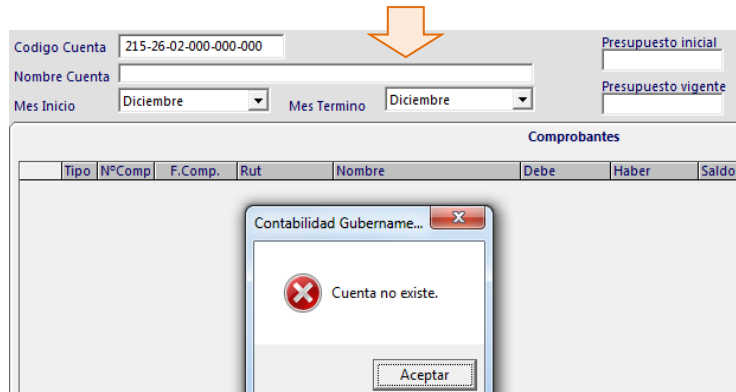 Codigo Cuenta 215-26-02-000-000-000 Presupuesto inicial
Nombre Cuenta
Presupuesto vigente
Mes Inicio Diciembre Mes Termino Diciembre
Comprobantes
Tipo NºComp F.Comp. Rut Nombre Debe Haber Saldo
Contabilidad Gubername...
Cuenta no existe.
Aceptar